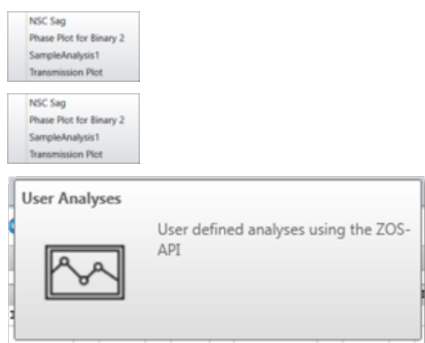 NSC Sag
Phase Plot for Binary 2
SampleAnalysis1
Transmission Plot
NSC Sag
Phase Plot for Binary 2
SampleAnalysis1
Transmission Plot
User Analyses
User defined analyses using the ZOS-
API